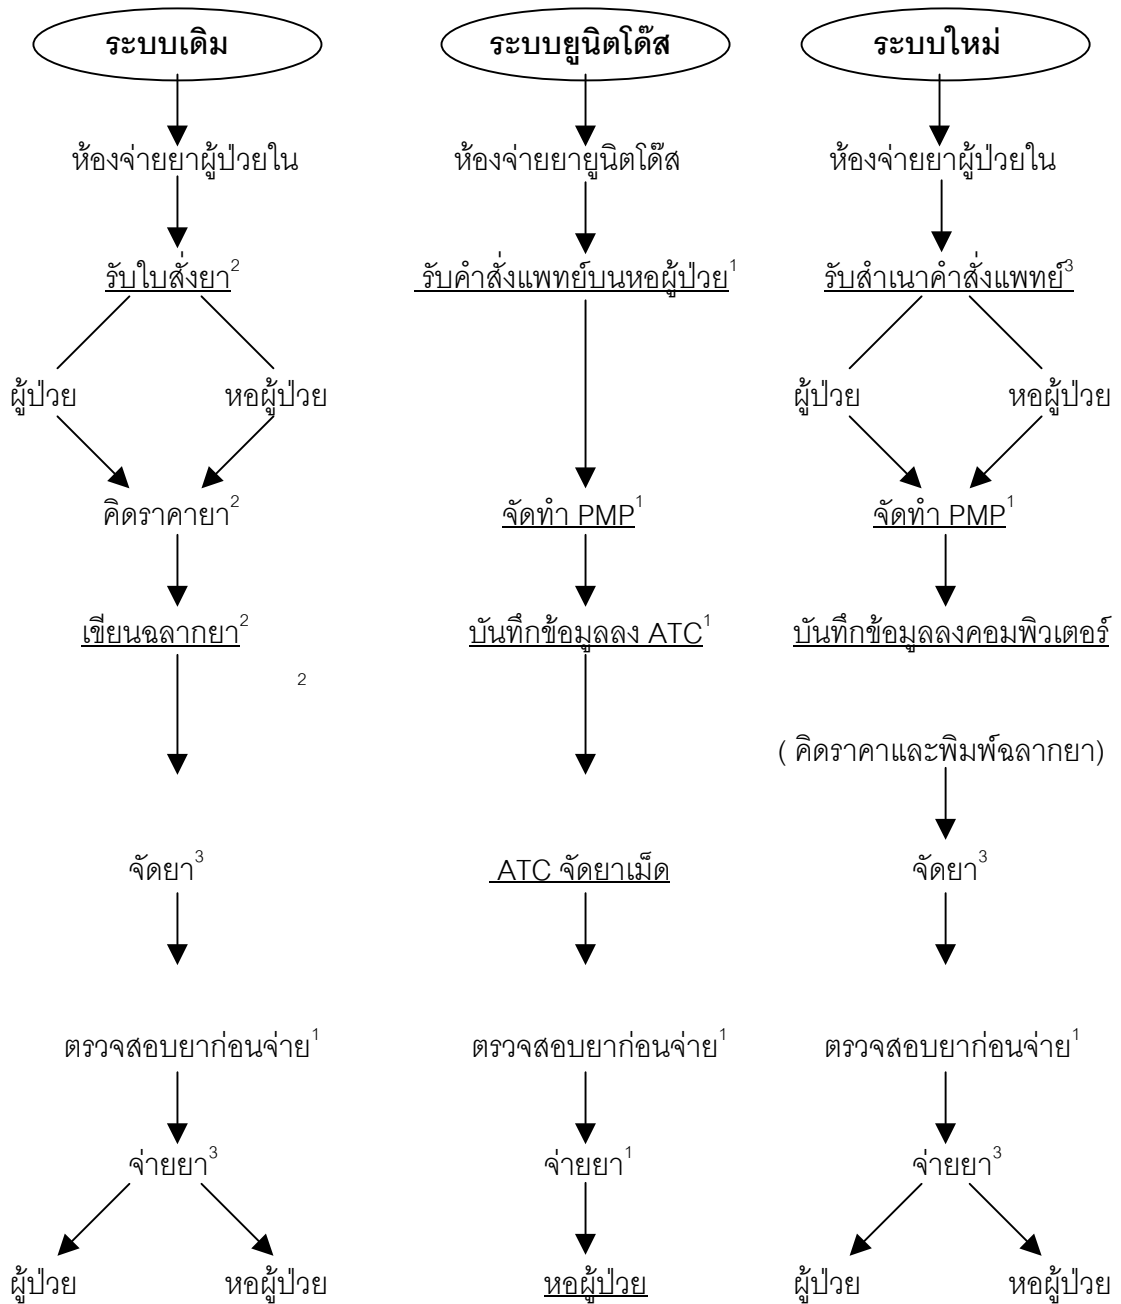 ระบบเดิม ระบบยูนิตโด๊ส ระบบใหม่
ห้องจ่ายยาผู้ป่วยใน ห้องจ่ายยายูนิตโด๊ส ห้องจ่ายยาผู้ป่วยใน
รับใบสั่งยา2 รับคำสั่งแพทย์บนหอผู้ป่วย1 รับสำเนาคำสั่งแพทย์3
ผู้ป่วย หอผู้ป่วย ผู้ป่วย หอผู้ป่วย
คิดราคายา2 จัดทำ PMP1 จัดทำ PMP1
เขียนฉลากยา2 บันทึกข้อมูลลง ATC1 บันทึกข้อมูลลงคอมพิวเตอร์
2
( คิดราคาและพิมพ์ฉลากยา)
จัดยา3 ATC จัดยาเม็ด จัดยา3
ตรวจสอบยาก่อนจ่าย1 ตรวจสอบยาก่อนจ่าย1 ตรวจสอบยาก่อนจ่าย1
จ่ายยา3 จ่ายยา1 จ่ายยา3
ผู้ป่วย หอผู้ป่วย หอผู้ป่วย ผู้ป่วย หอผู้ป่วย